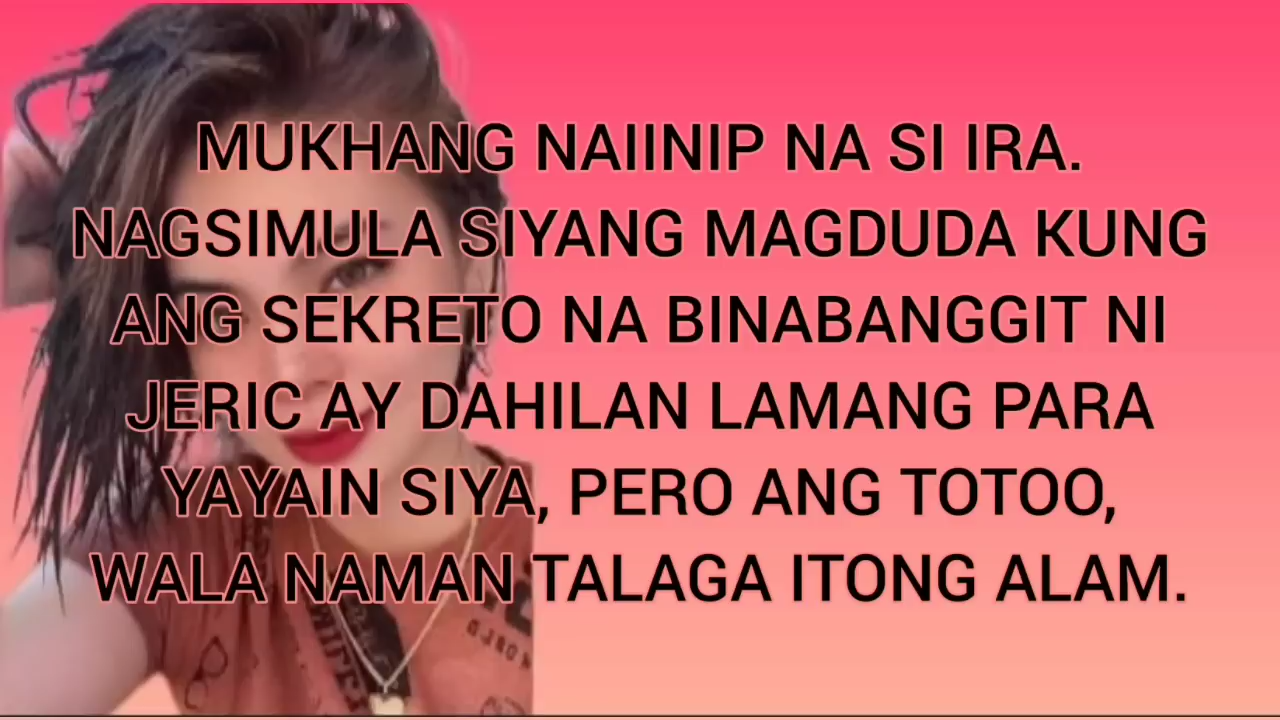 MUKHANG NAIINIP NA SI IRA.
NAGSIMULA SIYANG MAGDUDA KUNG
ANG SEKRETO NA BINABANGGIT NI
JERIC AY DAHILAN LAMANG PARA
YAYAIN SIYA, PERO ANG TOTOO,
WALA NAMAN TALAGA ITONG ALAM.